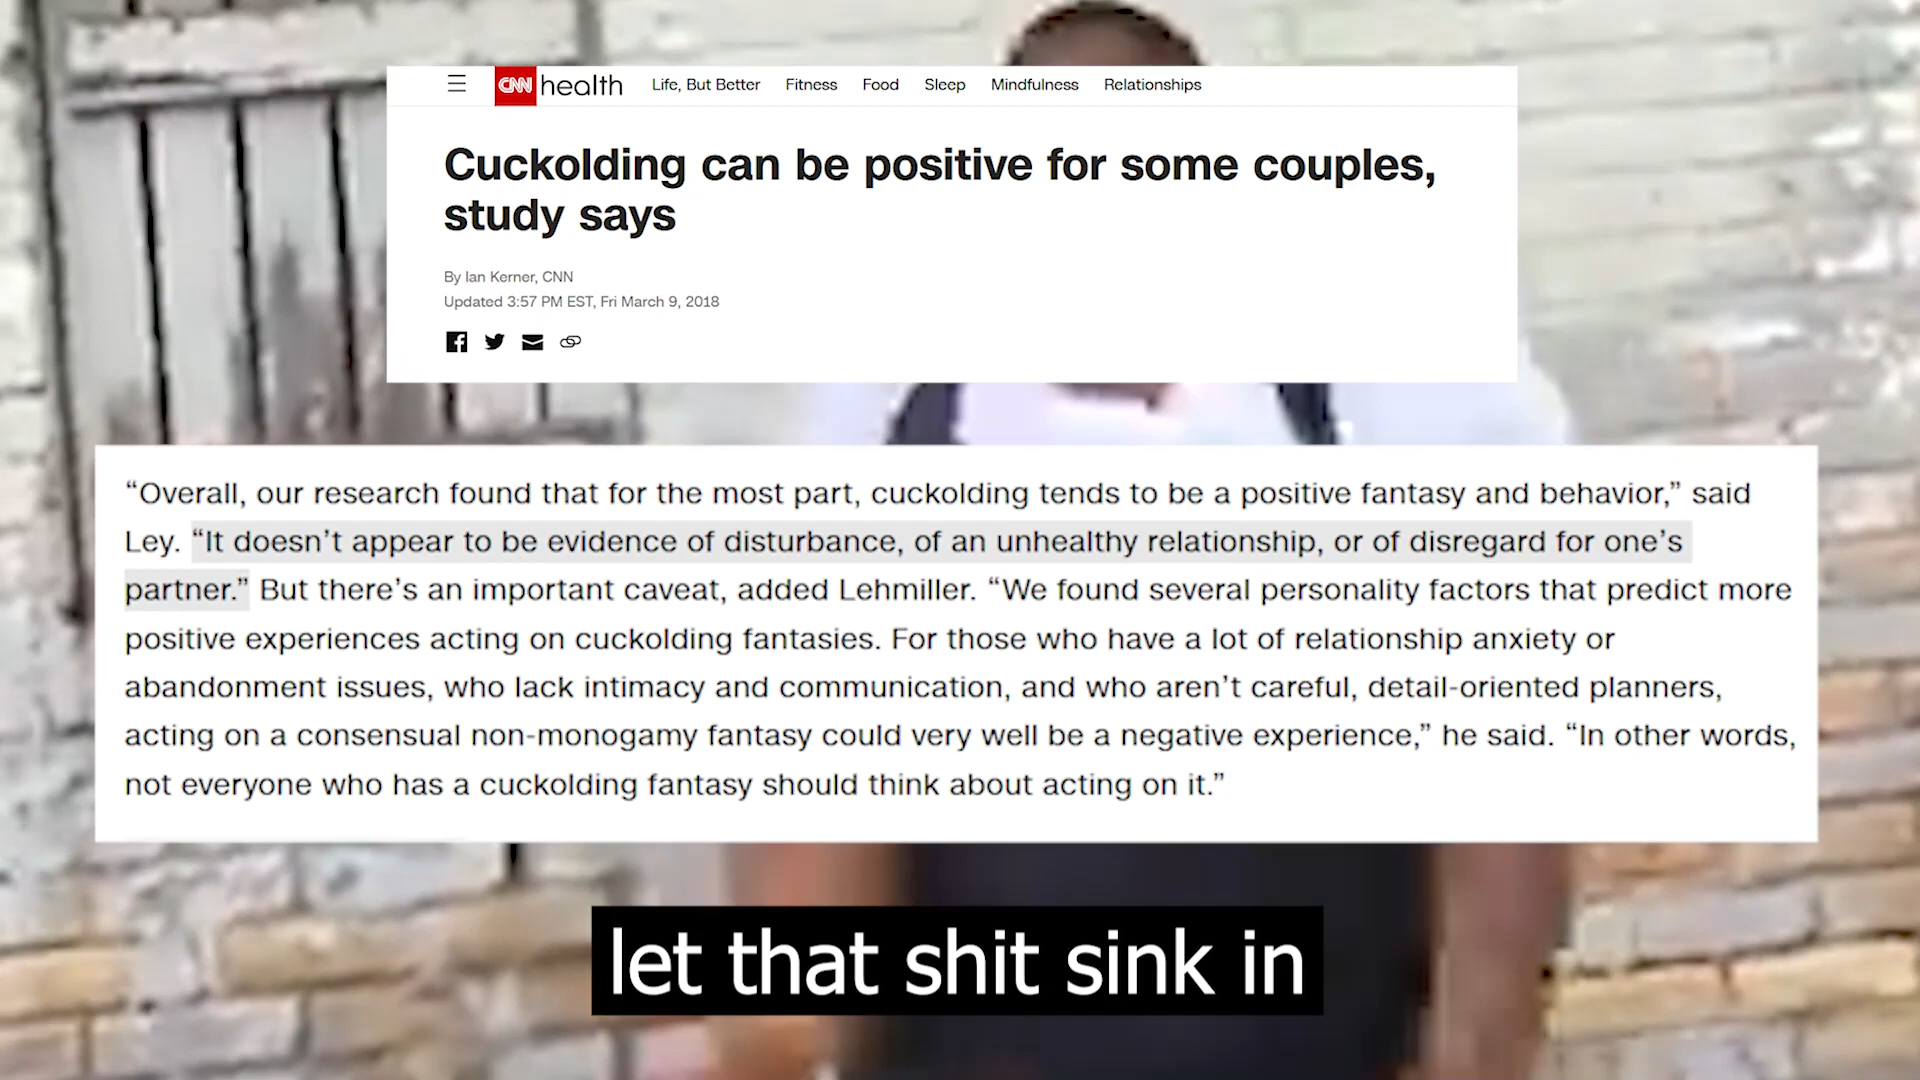 CNN health Life, But Better Fitness Food Sleep Mindfulness Relationships
Cuckolding can be positive for some couples,
study says
By Ian Kerner, CNN
Updated 3:57 PM EST, Fri March 9, 2018
“Overall, our research found that for the most part, cuckolding tends to be a positive fantasy and behavior,” said
Ley. “It doesn’t appear to be evidence of disturbance, of an unhealthy relationship, or of disregard for one’s
partner.” But there’s an important caveat, added Lehmiller. “We found several personality factors that predict more
positive experiences acting on cuckolding fantasies. For those who have a lot of relationship anxiety or
abandonment issues, who lack intimacy and communication, and who aren’t careful, detail-oriented planners,
acting on a consensual non-monogamy fantasy could very well be a negative experience,” he said. “In other words,
not everyone who has a cuckolding fantasy should think about acting on it.”
let that shit sink in